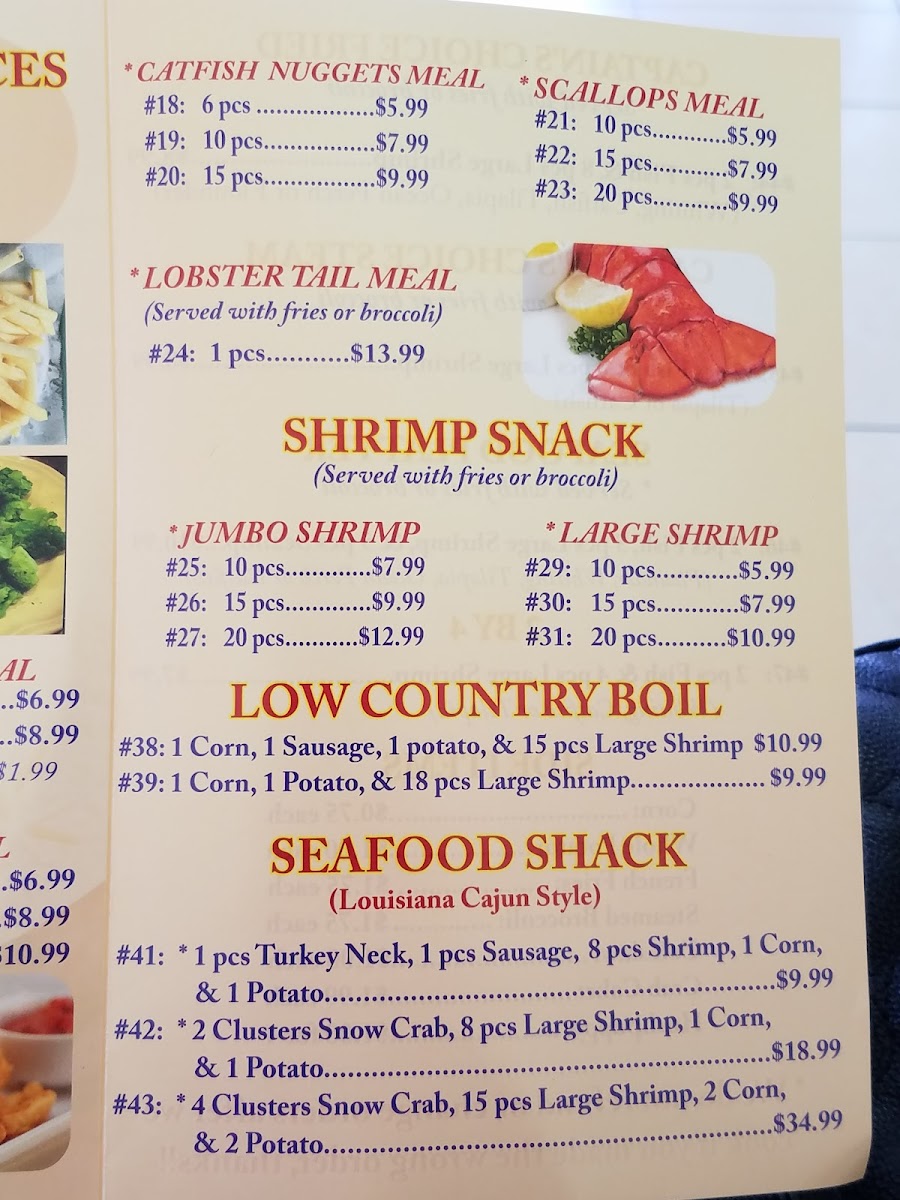 CES
AL
..$6.99
..$8.99
$1.99
L
.$6.99
.$8.99
$10.99
* CATFISH NUGGETS MEAL
#18: 6 pcs ..................$5.99
#19: 10 pcs.................$7.99
#20: 15 pcs.................$9.99
* SCALLOPS MEAL
#21: 10 pcs...........$5.99
#22: 15 pcs...........$7.99
#23: 20 pcs...........$9.99
* LOBSTER TAIL MEAL
(Served with fries or broccoli)
#24: 1 pcs...........$13.99
SHRIMP SNACK
(Served with fries or broccoli)
* JUMBO SHRIMP
#25: 10 pcs.............$7.99
#26: 15 pcs.............$9.99
#27: 20 pcs...........$12.99
* LARGE SHRIMP
#29: 10 pcs............$5.99
#30: 15 pcs............$7.99
#31: 20 pcs..........$10.99
LOW COUNTRY BOIL
#38: 1 Corn, 1 Sausage, 1 potato, & 15 pcs Large Shrimp $10.99
#39: 1 Corn, 1 Potato, & 18 pcs Large Shrimp.................... $9.99
SEAFOOD SHACK
(Louisiana Cajun Style)
#41: * 1 pcs Turkey Neck, 1 pcs Sausage, 8 pcs Shrimp, 1 Corn,
& 1 Potato..................................................................$9.99
#42: * 2 Clusters Snow Crab, 8 pcs Large Shrimp, 1 Corn,
& 1 Potato.................................................................$18.99
#43: * 4 Clusters Snow Crab, 15 pcs Large Shrimp, 2 Corn,
& 2 Potato.................................................................$34.99